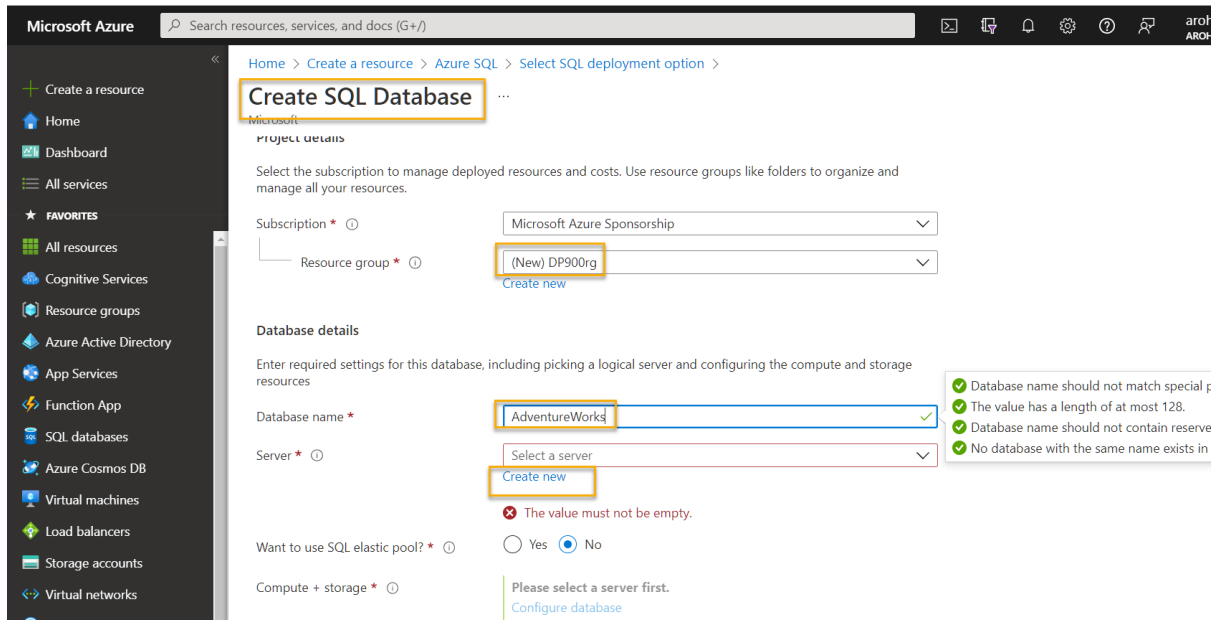 Microsoft Azure
Search resources, services, and docs (G+/)
aroh
AROH
Home > Create a resource > Azure SQL > Select SQL deployment option >
Create SQL Database ...
Microsoft
Create a resource
Home
Dashboard
All services
FAVORITES
All resources
Cognitive Services
Resource groups
Azure Active Directory
App Services
Function App
SQL databases
Azure Cosmos DB
Virtual machines
Load balancers
Storage accounts
Virtual networks
Project details
Select the subscription to manage deployed resources and costs. Use resource groups like folders to organize and
manage all your resources.
Subscription *
Microsoft Azure Sponsorship
Resource group *
(New) DP900rg
Create new
Database details
Enter required settings for this database, including picking a logical server and configuring the compute and storage
resources
Database name *
AdventureWorks
Database name should not match special p
The value has a length of at most 128.
Database name should not contain reserve
No database with the same name exists in
Server *
Select a server
Create new
The value must not be empty.
Want to use SQL elastic pool? *
Yes No
Compute + storage *
Please select a server first.
Configure database